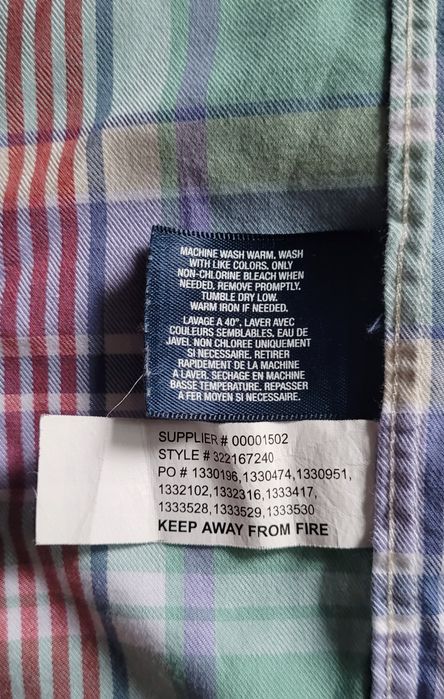 MACHINE WASH WARM. WASH
WITH LIKE COLORS. ONLY
NON-CHLORINE BLEACH WHEN
NEEDED. REMOVE PROMPTLY.
TUMBLE DRY LOW.
WARM IRON IF NEEDED.
LAVAGE A 40°. LAVER AVEC
COULEURS SEMBLABLES. EAU DE
JAVEL NON CHLOREE UNIQUEMENT
SI NECESSAIRE. RETIRER
RAPIDEMENT DE LA MACHINE
A LAVER. SECHAGE EN MACHINE
BASSE TEMPERATURE. REPASSER
A FER MOYEN SI NECESSAIRE.
SUPPLIER# 00001502
STYLE # 322167240
PO # 1330196,1330474,1330951,
1332102,1332316,1333417,
1333528,1333529,1333530
KEEP AWAY FROM FIRE